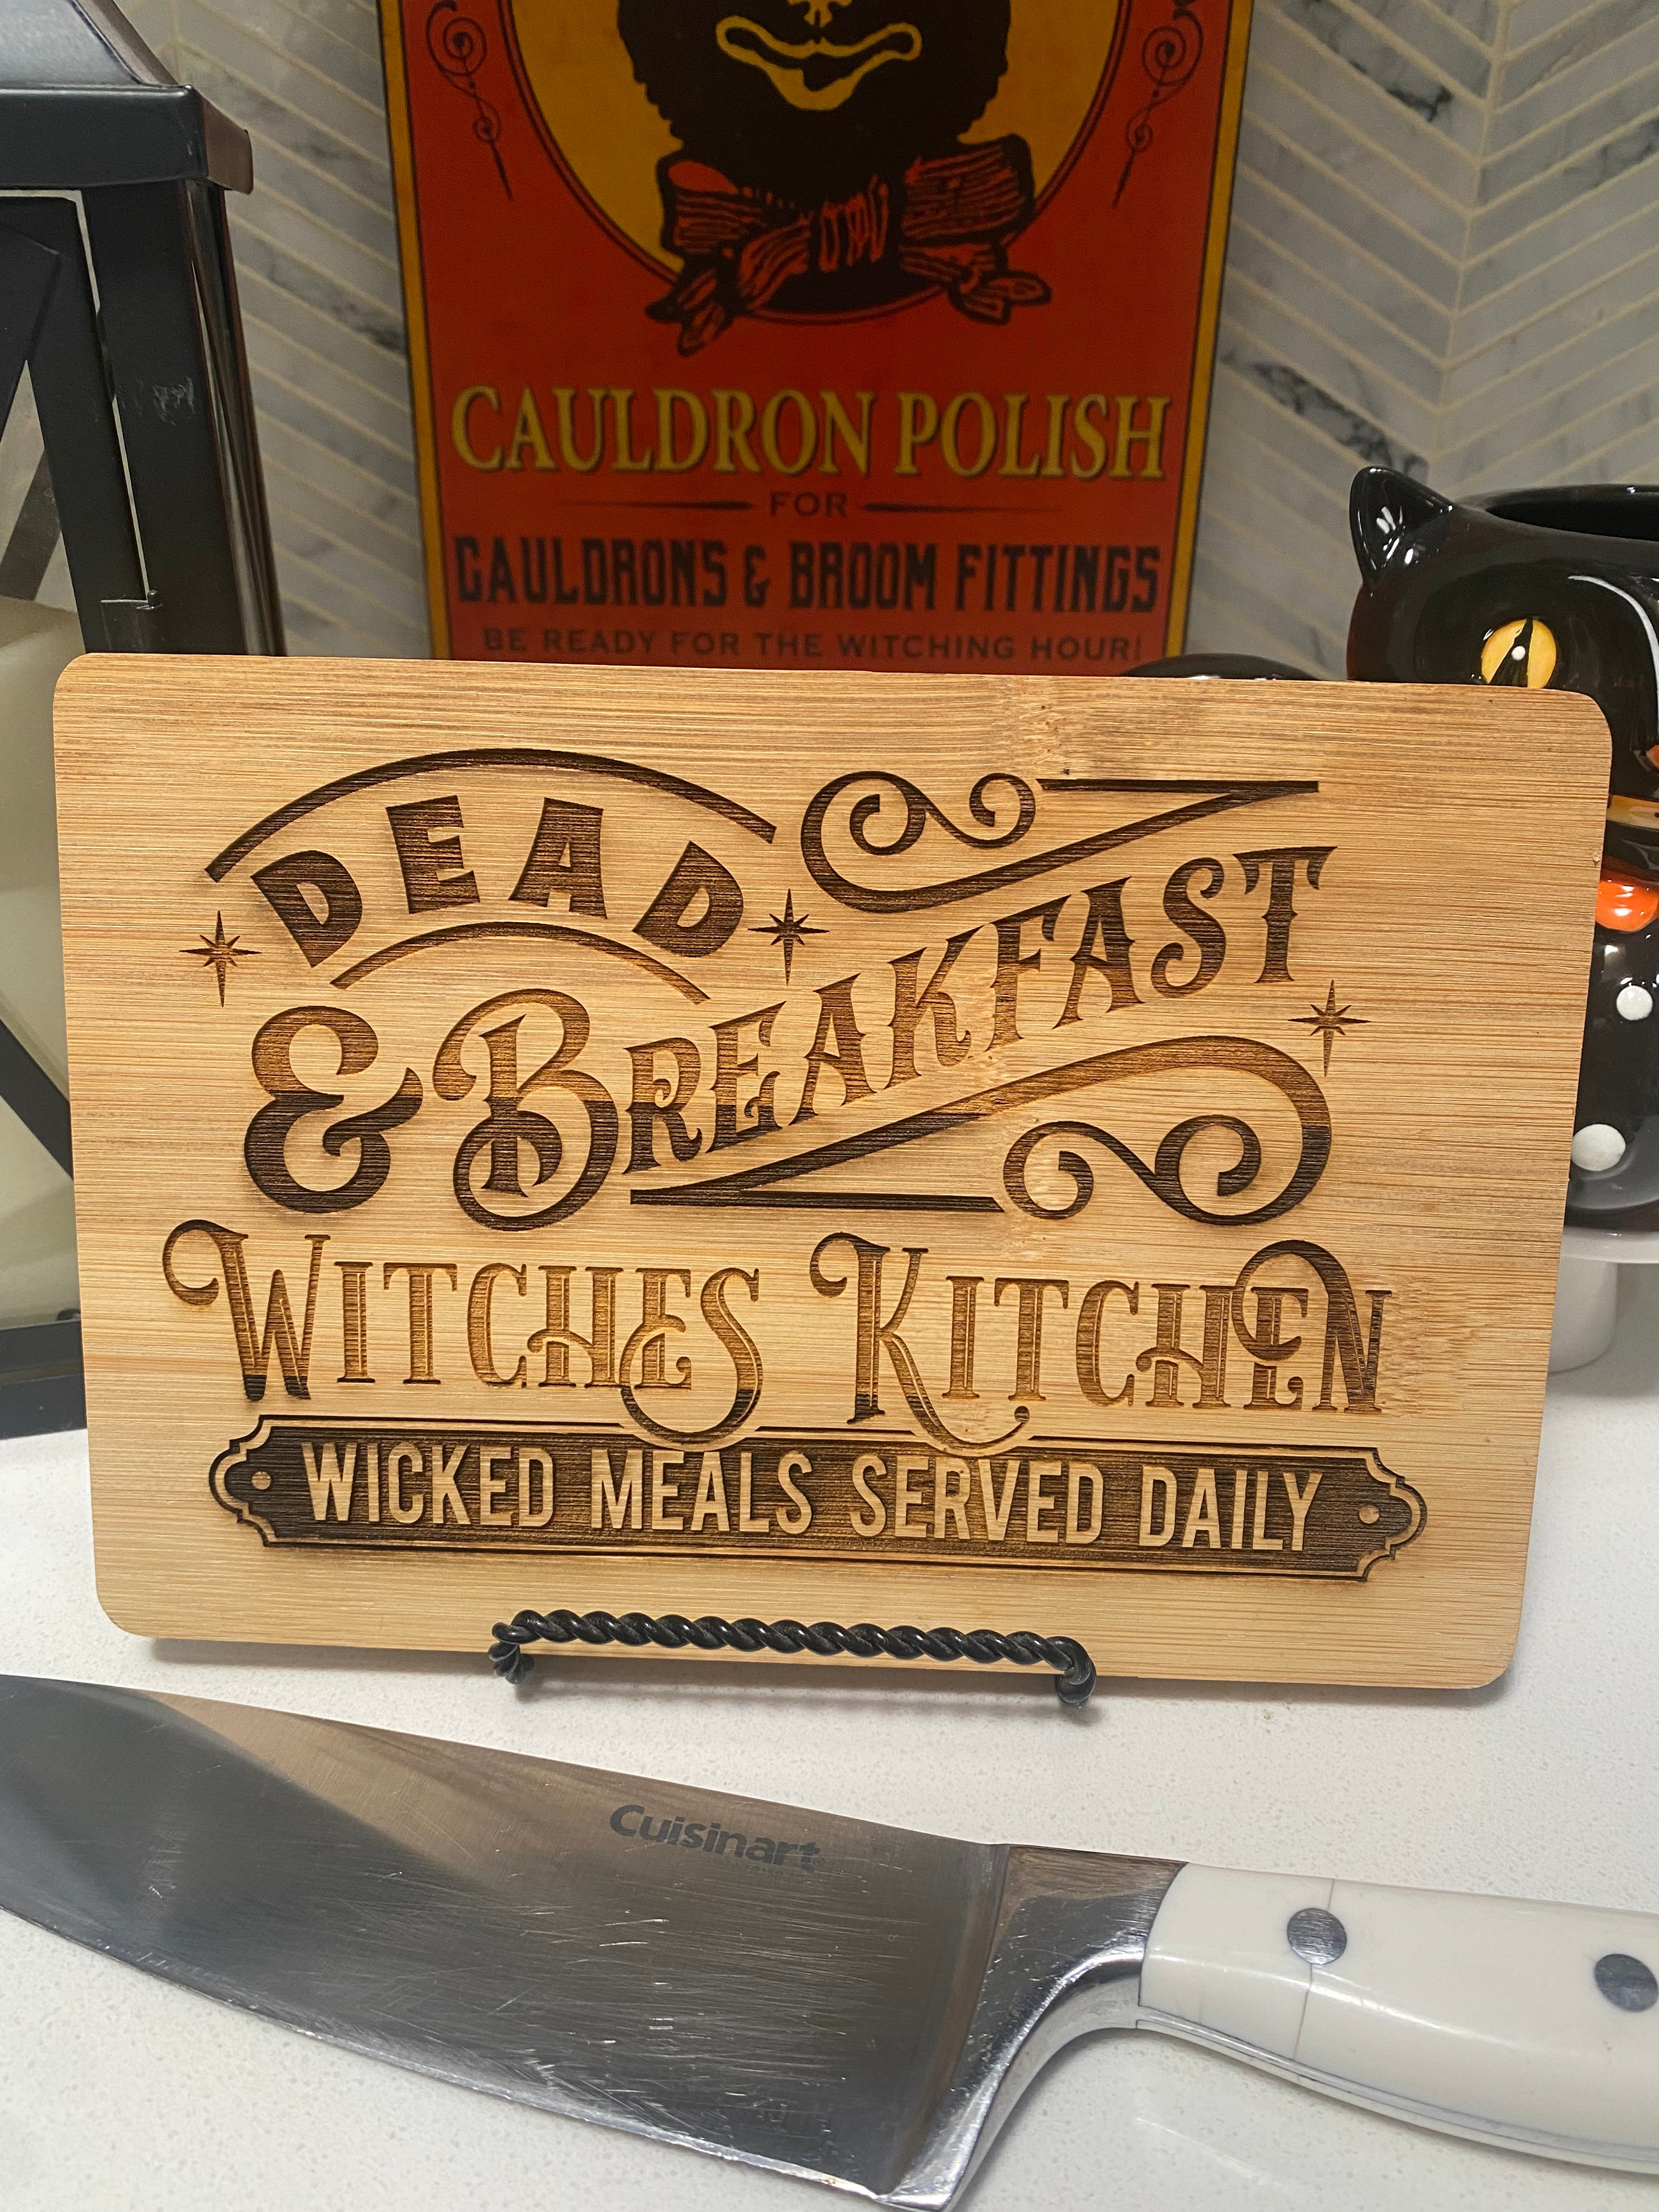 CAULDRON POLISH
FOR
CAULDRONS & BROOM FITTINGS
BE READY FOR THE WITCHING HOUR!
DEAD
& BREAKFAST
WITCHES KITCHEN
WICKED MEALS SERVED DAILY
Cuisinart